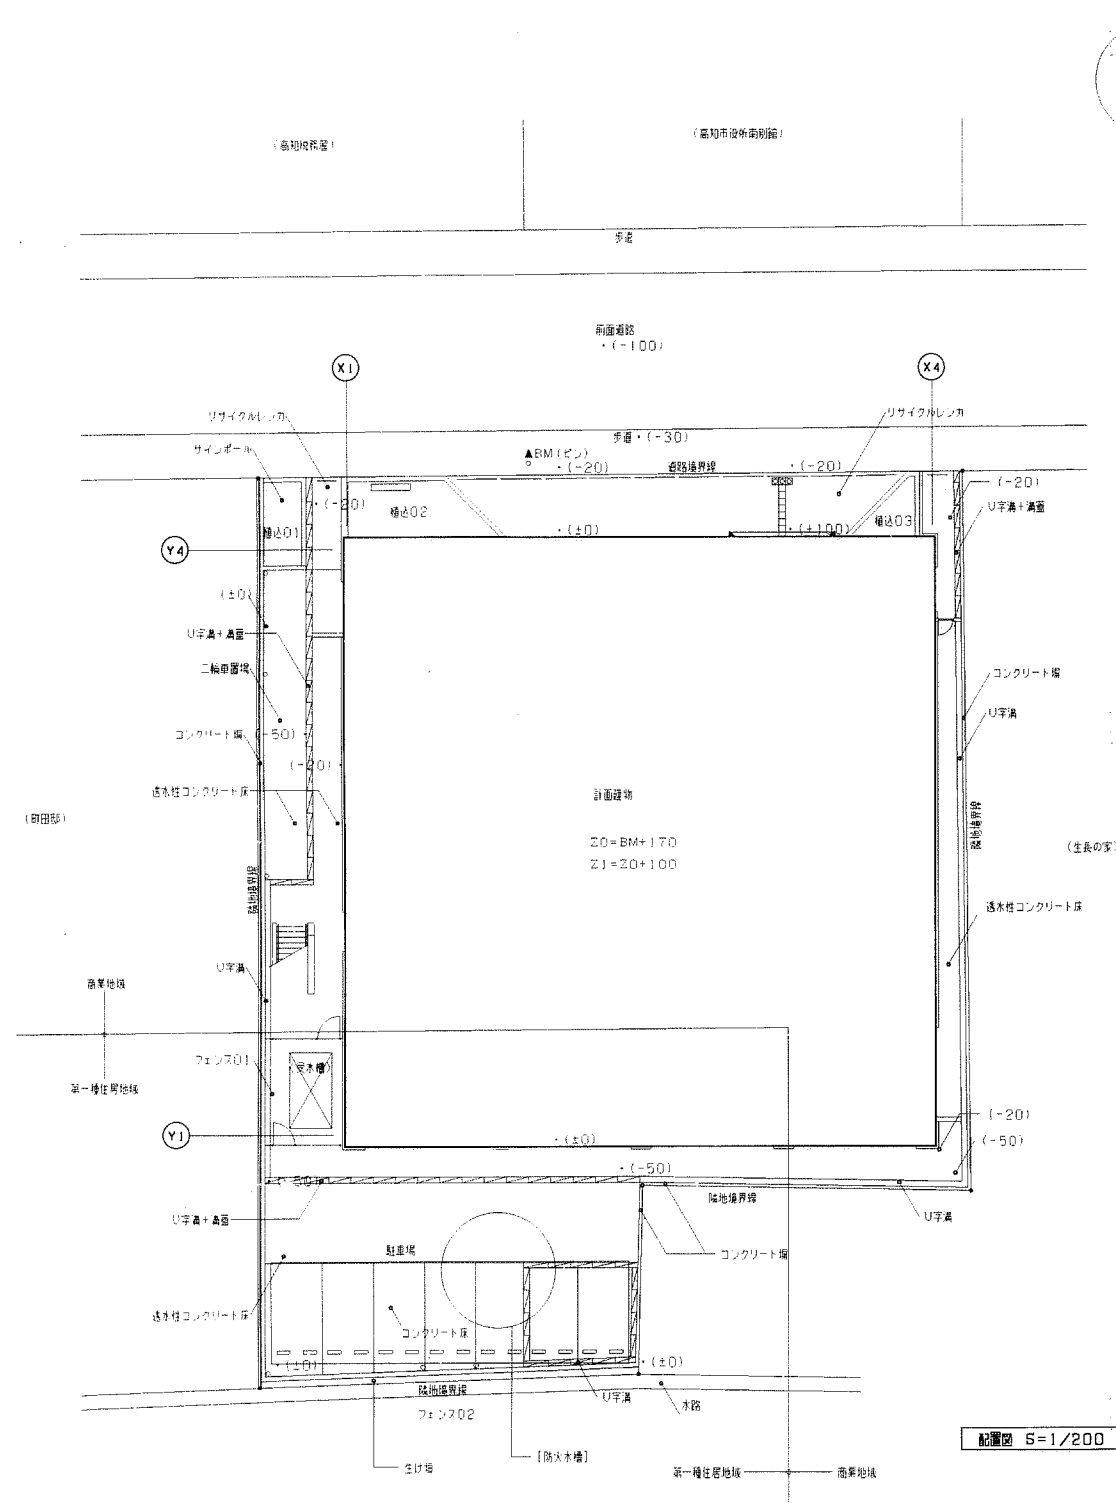 (高知税務署)
(高知市役所南別館)
歩道
前面道路
・(-100)
X1
X4
リサイクルレンガ
リサイクルレンガ
歩道・(-30)
サインポール
▲BM(ピン)
・(-20)
道路境界線
・(-20)
(-20)
・(-20)
植込01
植込02
・(±0)
・(±100)
植込03
U字溝+溝蓋
Y4
(±0)
U字溝+溝蓋
二輪車置場
コンクリート塀
コンクリート塀
(-50)・
U字溝
(-20)・
透水性コンクリート床
計画建物
(町田邸)
隣地境界線
Z0=BM+170
(生長の家)
Z1=Z0+100
隣地境界線
透水性コンクリート床
U字溝
商業地域
フェンス01
(受水槽)
第一種住居地域
(-20)
Y1
・(±0)
(-50)
・(-50)
・(-50)
隣地境界線
U字溝+溝蓋
U字溝
駐車場
コンクリート塀
透水性コンクリート床
コンクリート床
・(±0)
・(±0)
隣地境界線
U字溝
水路
フェンス02
配置図 S=1/200
[防火水槽]
生け垣
第一種住居地域
商業地域